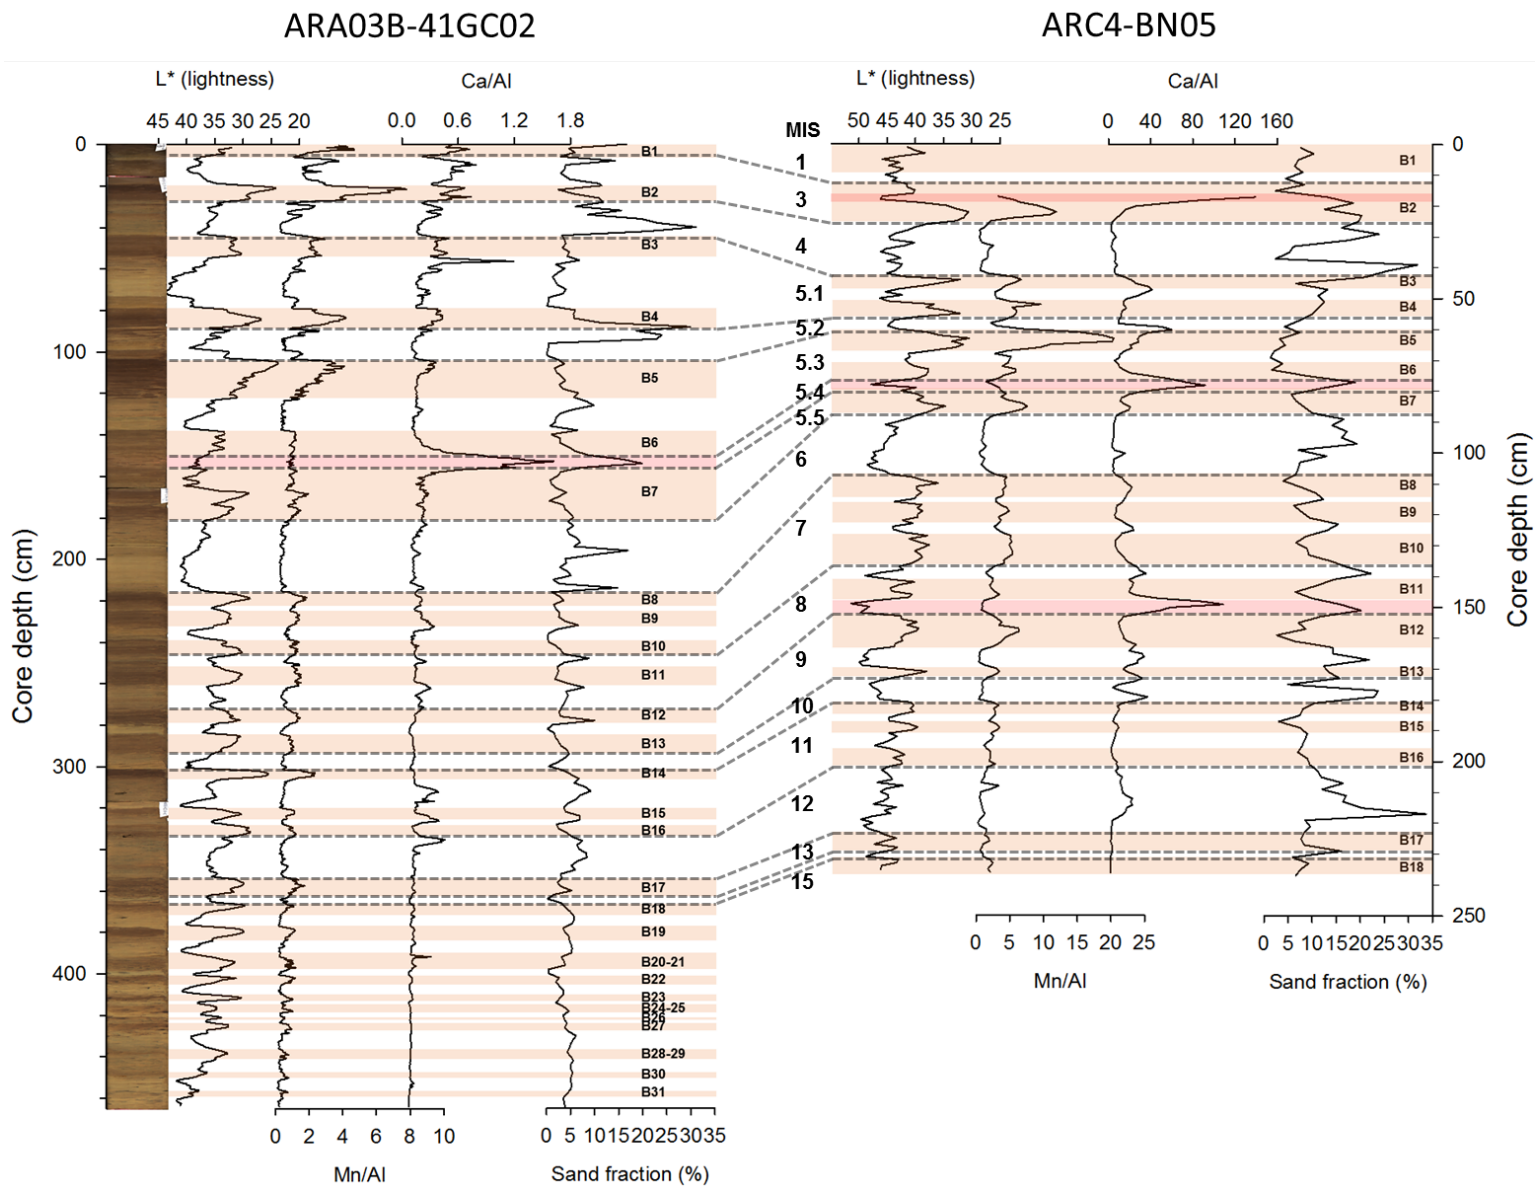 ARA03B-41GC02
ARC4-BN05
L* (lightness)
Ca/Al
L* (lightness)
Ca/Al
45 40 35 30 25 20
0.0 0.6 1.2 1.8
MIS
50 45 40 35 30 25
0 40 80 120 160
0
100
200
300
400
Core depth (cm)
B1
B2
B3
B4
B5
B6
B7
B8
B9
B10
B11
B12
B13
B14
B15
B16
B17
B18
B19
B20-21
B22
B23
B24-25
B26
B27
B28-29
B30
B31
1
3
4
5.1
5.2
5.3
5.4
5.5
6
7
8
9
10
11
12
13
15
B1
B2
B3
B4
B5
B6
B7
B8
B9
B10
B11
B12
B13
B14
B15
B16
B17
B18
0
50
100
150
200
250
Core depth (cm)
0 5 10 15 20 25
0 5 10 15 20 25 30 35
Mn/Al
Sand fraction (%)
0 2 4 6 8 10
0 5 10 15 20 25 30 35
Mn/Al
Sand fraction (%)